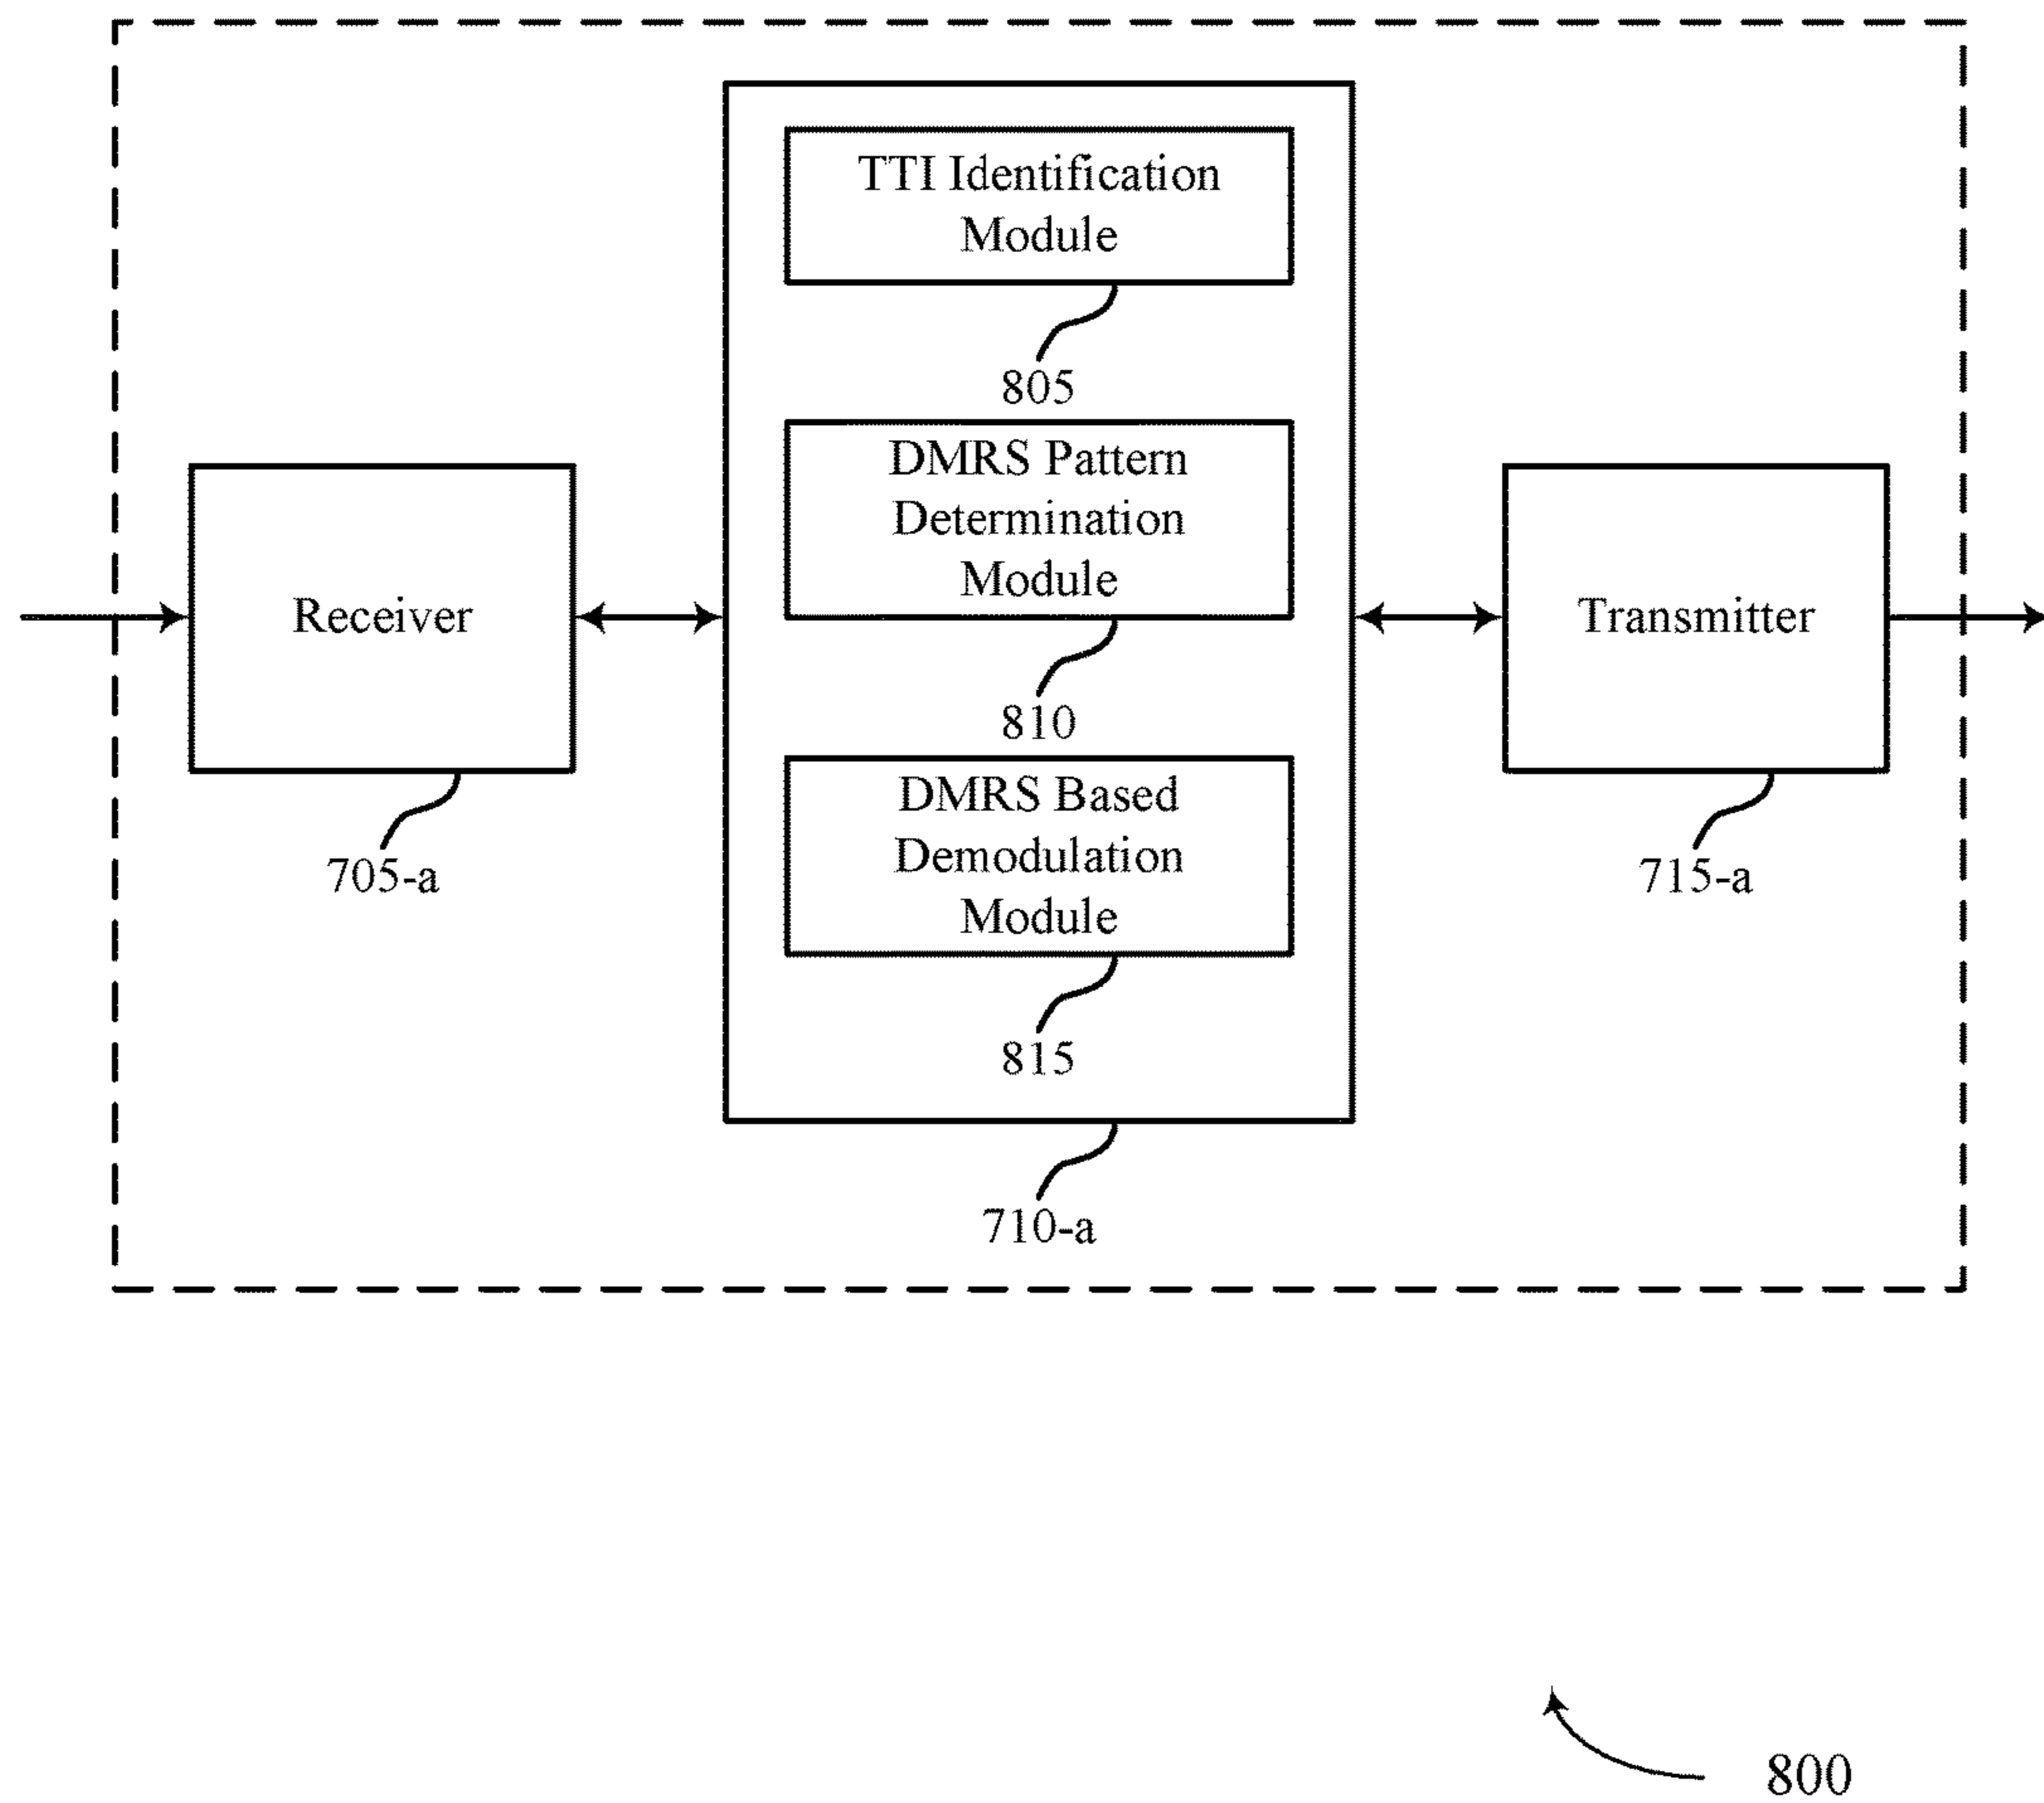 TTI Identification
Module
805
DMRS Pattern
Determination
Module
810
DMRS Based
Demodulation
Module
815
710-a
Receiver
705-a
Transmitter
715-a
800